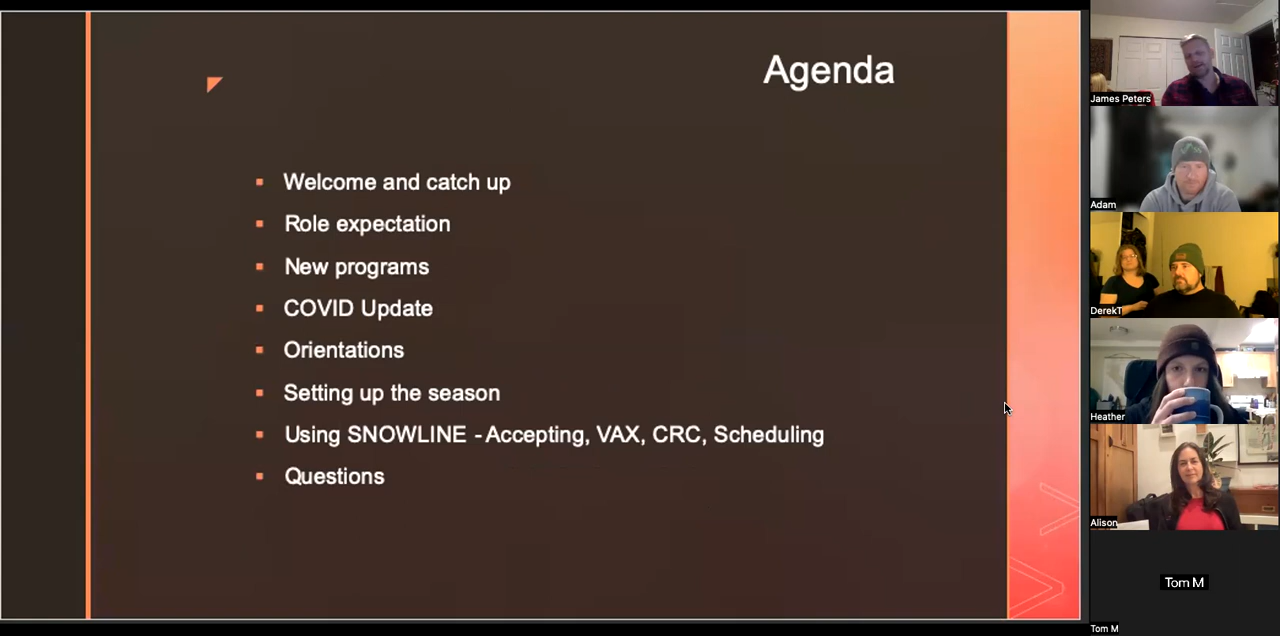 Agenda
Welcome and catch up
Role expectation
New programs
COVID Update
Orientations
Setting up the season
Using SNOWLINE - Accepting, VAX, CRC, Scheduling
Questions
James Peters
Adam
DerekT
Heather
Alison
Tom M
Tom M